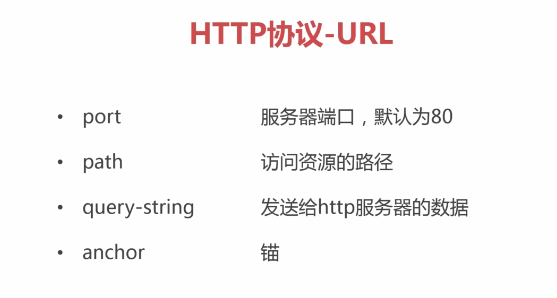 HTTP协议-URL
• port 服务器端口，默认为80
• path 访问资源的路径
• query-string 发送给http服务器的数据
• anchor 锚